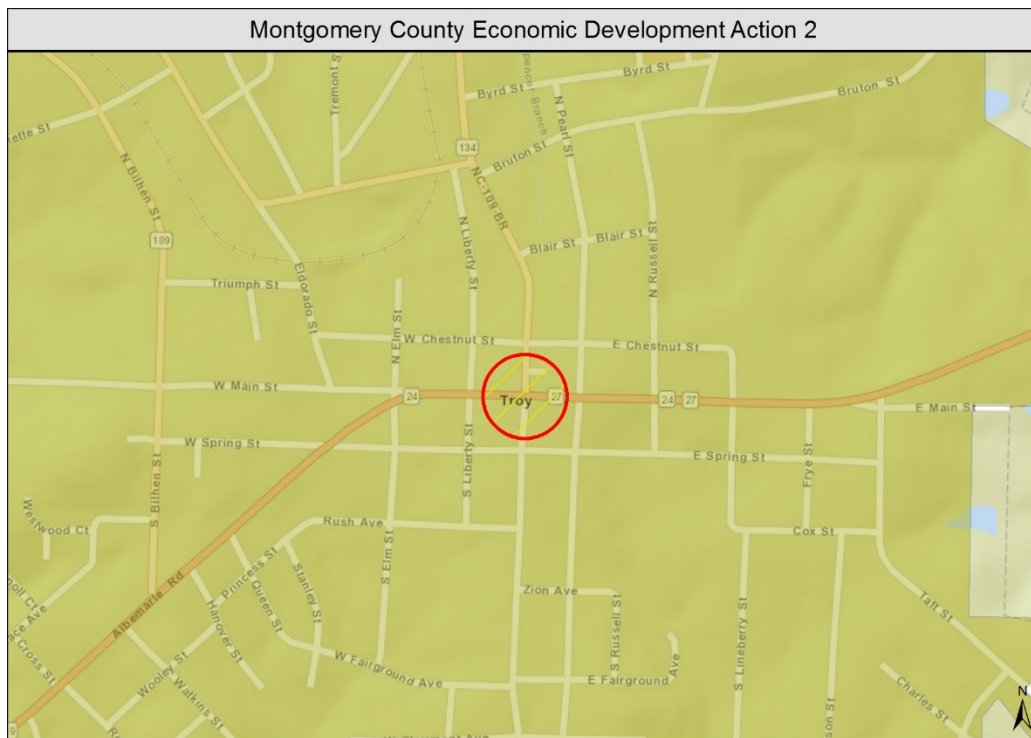 Montgomery County Economic Development Action 2
Byrd St
Byrd St
Tremont St
Bruton St
N Pearl St
134
Bruton St
N Bilhen St
NC-109-BR
N Liberty St
Blair St
Blair St
109
N Russell St
Triumph St
Eldorado St
N Elm St
W Chestnut St
E Chestnut St
W Main St
24
Troy
27
24
27
E Main St
W Spring St
E Spring St
S Liberty St
Frye St
S Bilhen St
Westwood Ct
Rush Ave
Cox St
S Elm St
Princess St
Albemarle Rd
Queen St
Stanley St
Zion Ave
Hanover St
S Russell St
Taft St
S Lineberry St
Cross St
Wooley St
W Fairground Ave
E Fairground Ave
Watkins St
Charles St
N